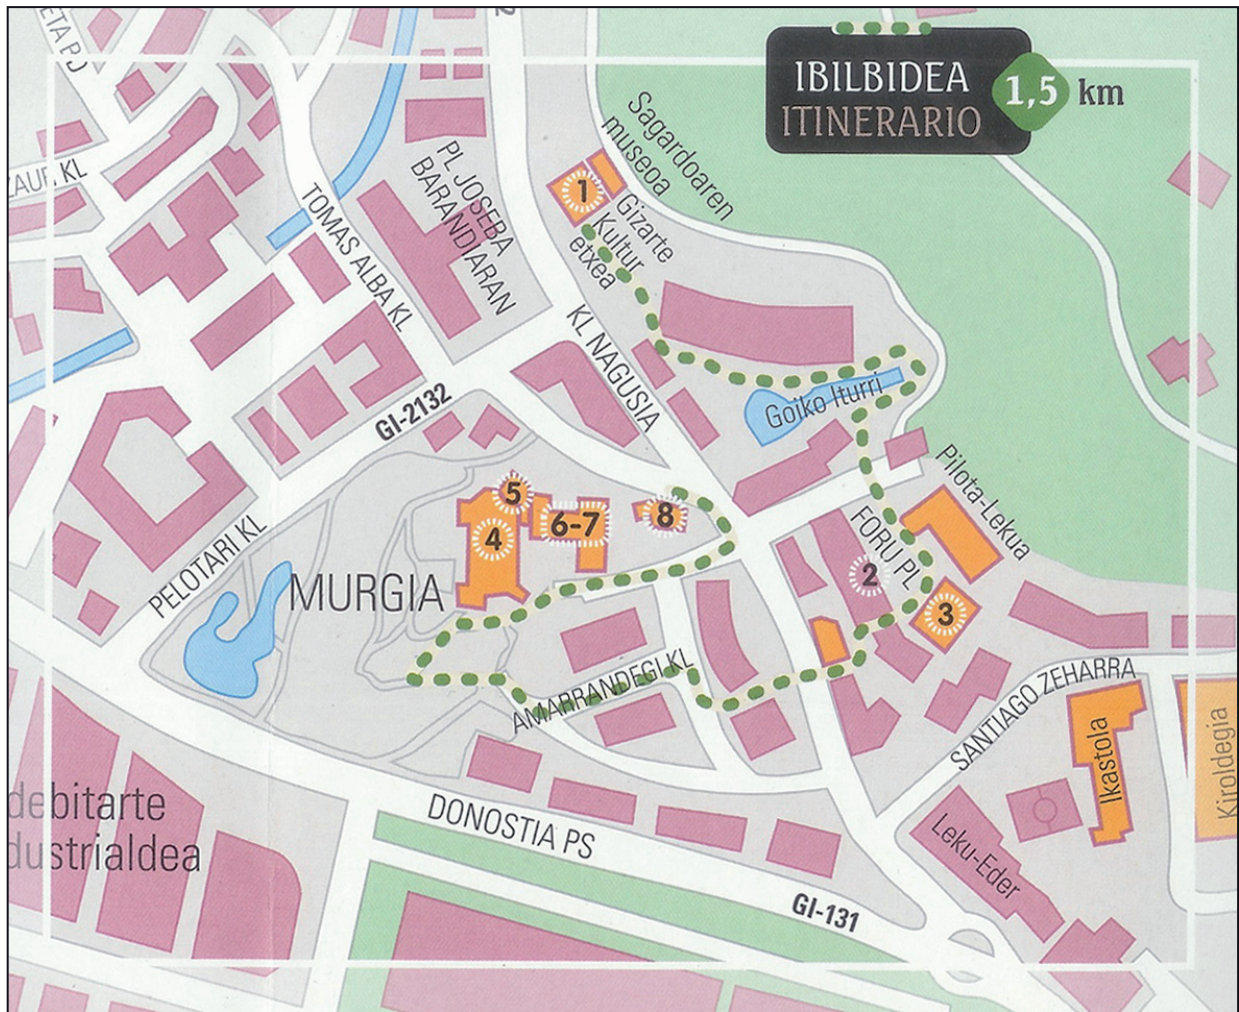 IBILBIDEA
ITINERARIO
1,5 km
Sagardoaren
museoa
1
Gizarte
Kultur
etxea
PL JOSEBA
BARANDIARAN
TOMAS ALBA KL
KL NAGUSIA
GI-2132
Goiko Iturri
Pilota-Lekua
FORU PL
5
4
6-7
8
2
3
PELOTARI KL
MURGIA
AMARRANDEGI KL
SANTIAGO ZEHARRA
Ikastola
Kiroldegia
Leku-Eder
debitarte
dustrialdea
DONOSTIA PS
GI-131